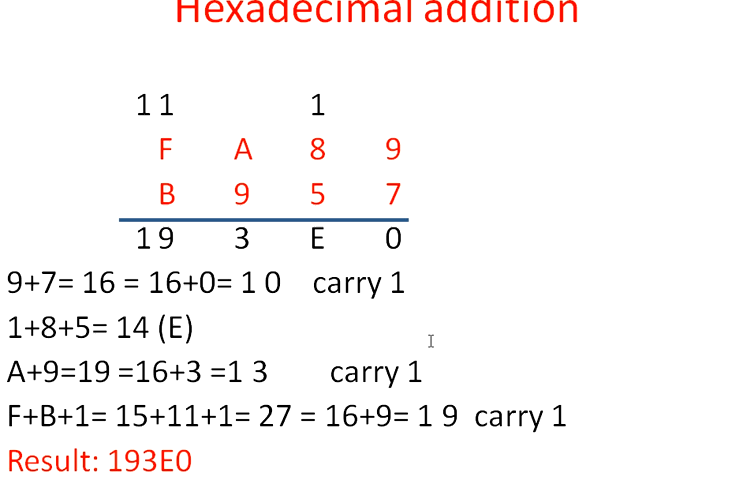 Hexadecimal addition
1 1 1
F A 8 9
B 9 5 7
1 9 3 E 0
9+7= 16 = 16+0= 1 0 carry 1
1+8+5= 14 (E)
A+9=19 =16+3 =1 3 carry 1
F+B+1= 15+11+1= 27 = 16+9= 1 9 carry 1
Result: 193E0